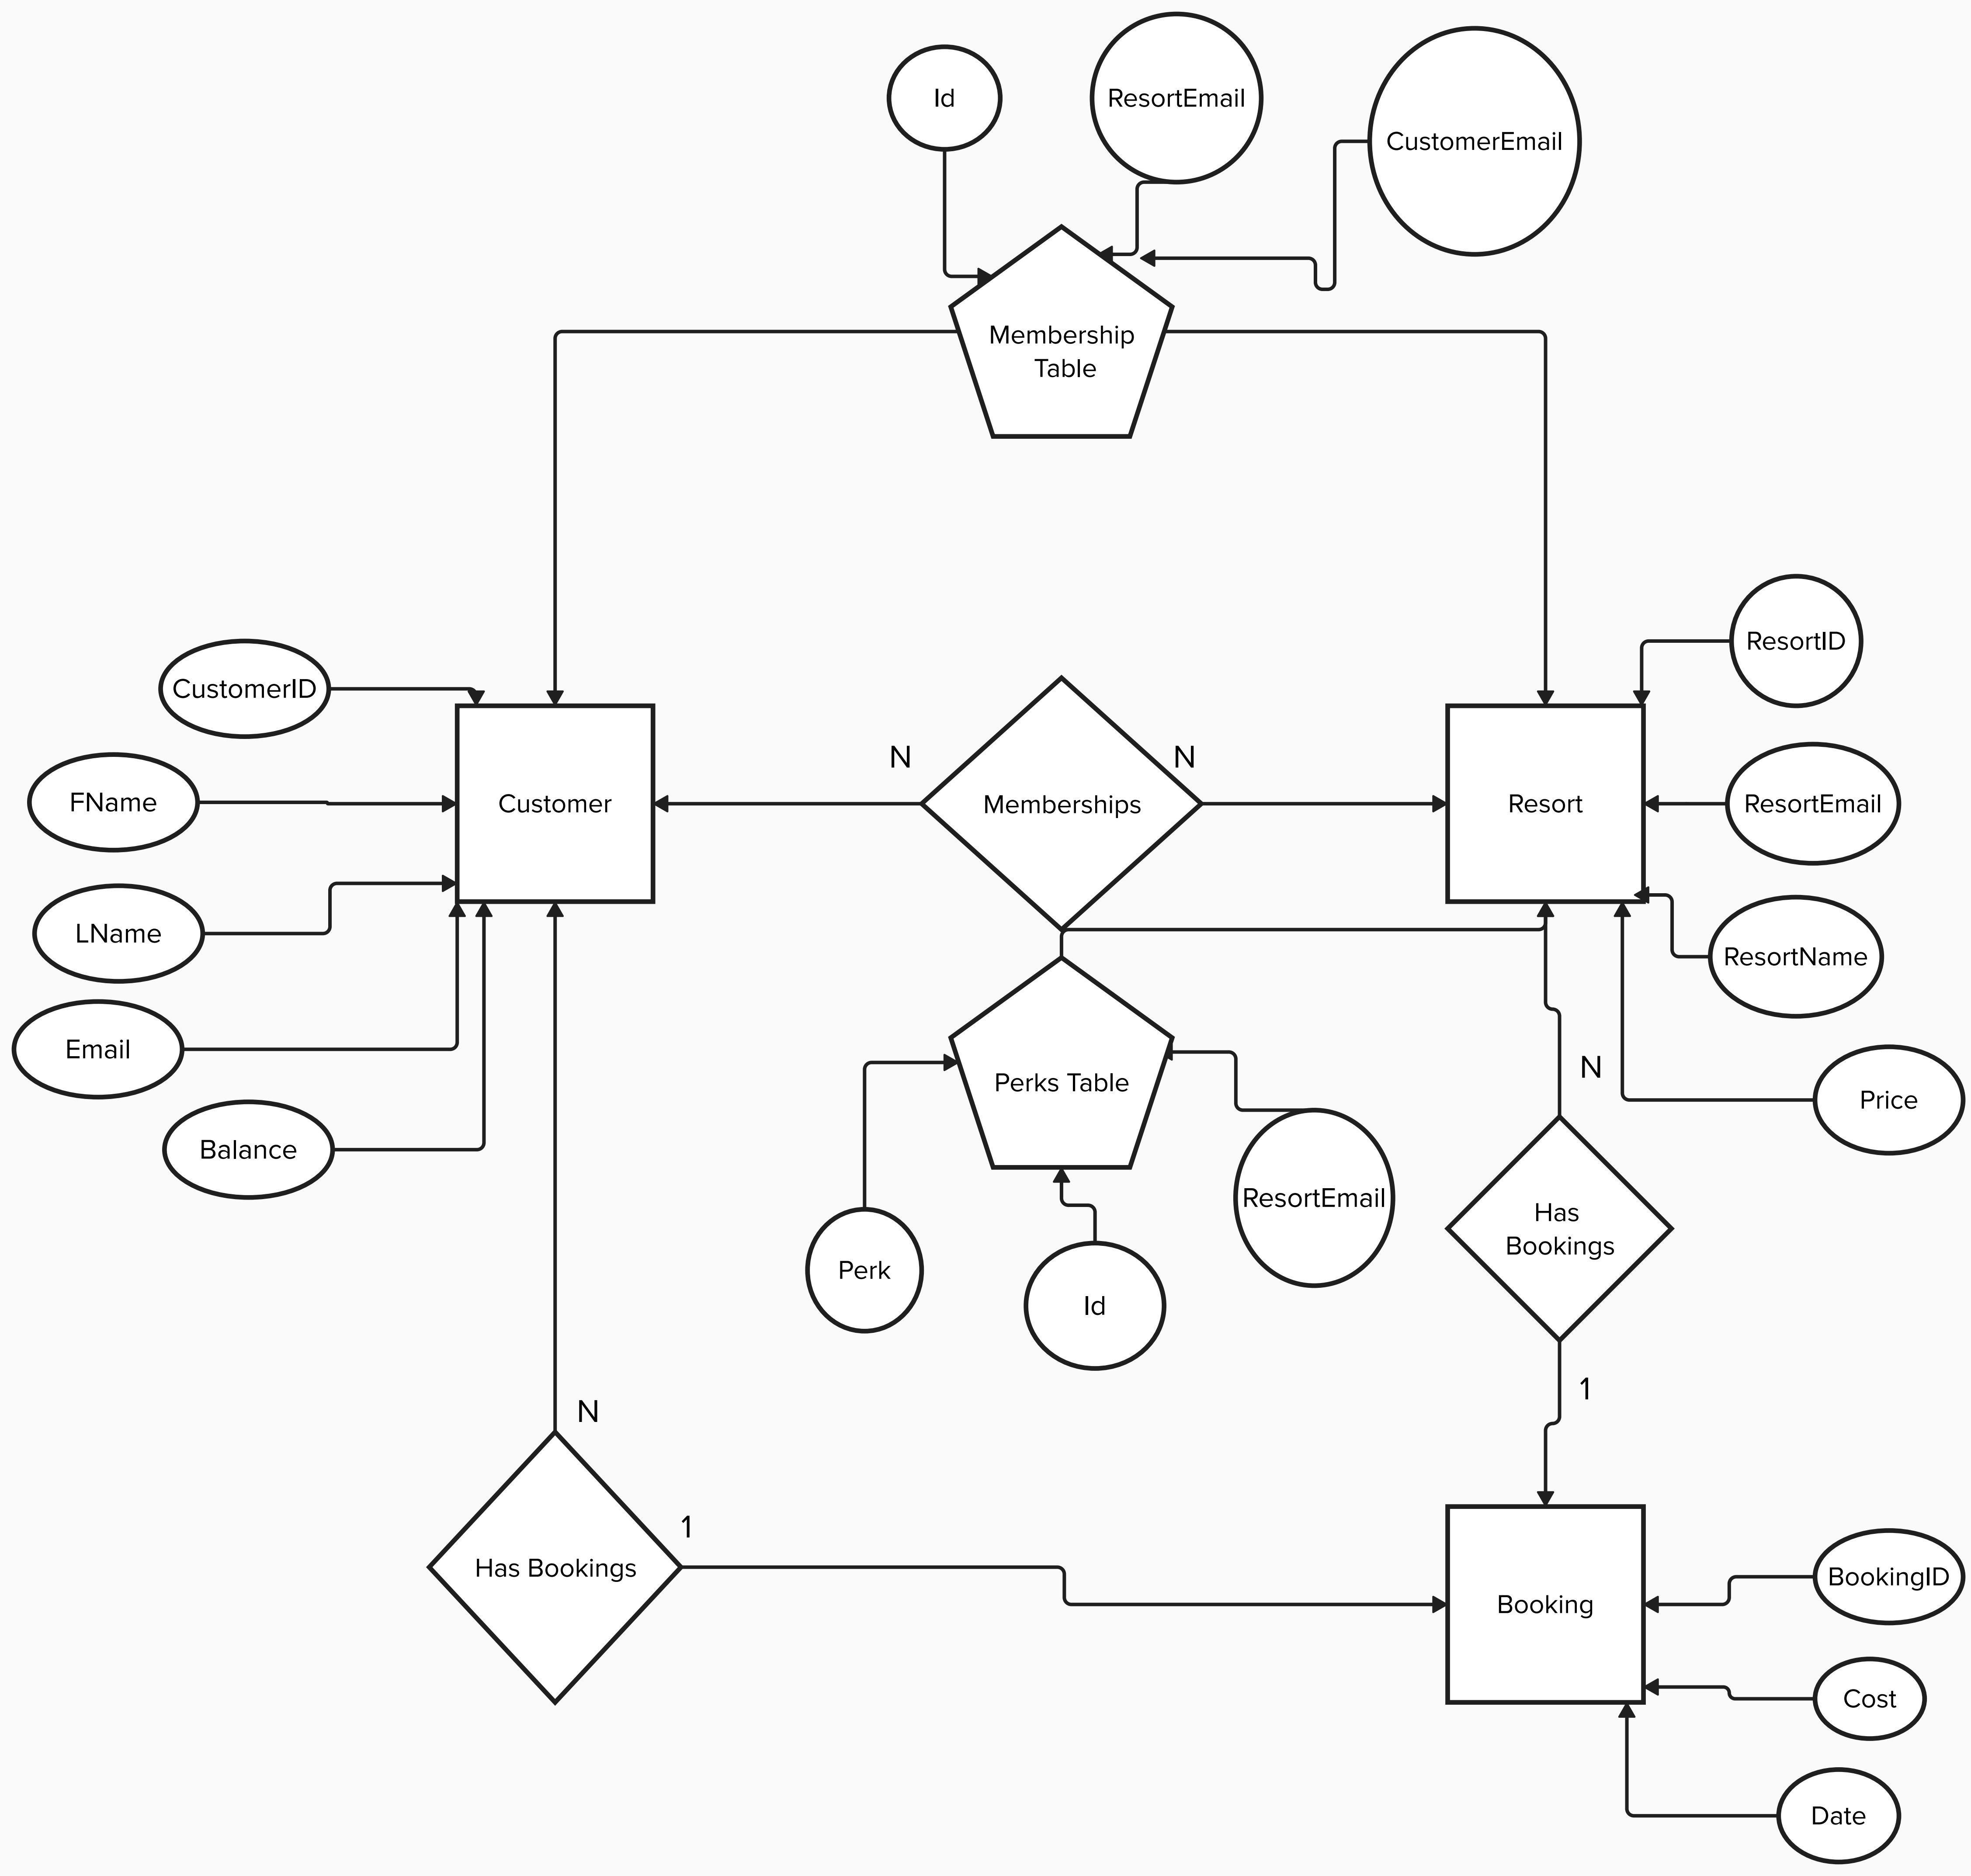 Id
ResortEmail
CustomerEmail
Membership
Table
CustomerID
FName
LName
Email
Balance
Customer
N
Memberships
N
Resort
ResortID
ResortEmail
ResortName
Price
Perks Table
Perk
Id
ResortEmail
N
Has
Bookings
1
N
Has Bookings
1
Booking
BookingID
Cost
Date